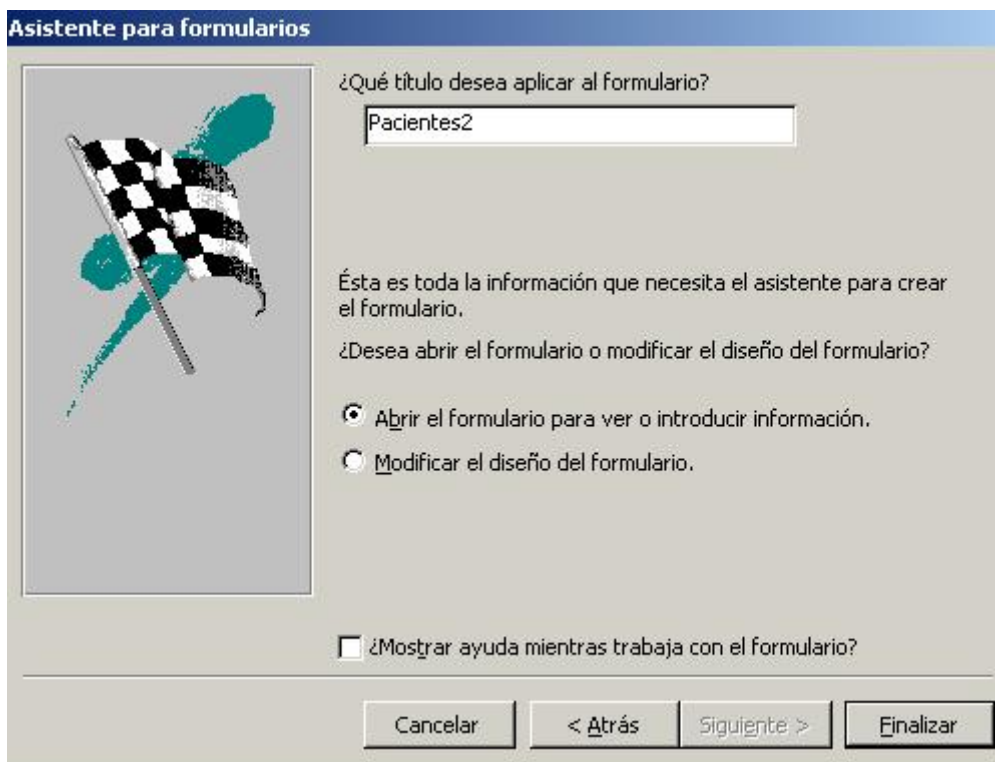 Asistente para formularios
¿Qué título desea aplicar al formulario?
Pacientes2
Ésta es toda la información que necesita el asistente para crear
el formulario.
¿Desea abrir el formulario o modificar el diseño del formulario?
Abrir el formulario para ver o introducir información.
Modificar el diseño del formulario.
¿Mostrar ayuda mientras trabaja con el formulario?
Cancelar
< Atrás
Siguiente >
Finalizar